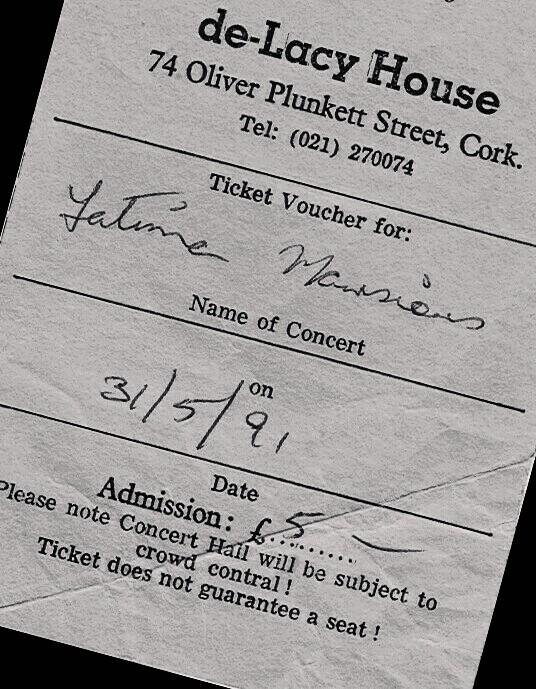 de-Lacy House
74 Oliver Plunkett Street, Cork.
Tel: (021) 270074
Ticket Voucher for:
Fatima Mansions
Name of Concert
on
31/5/91
Date
Admission: £5
Please note Concert Hall will be subject to
crowd contral!
Ticket does not guarantee a seat!